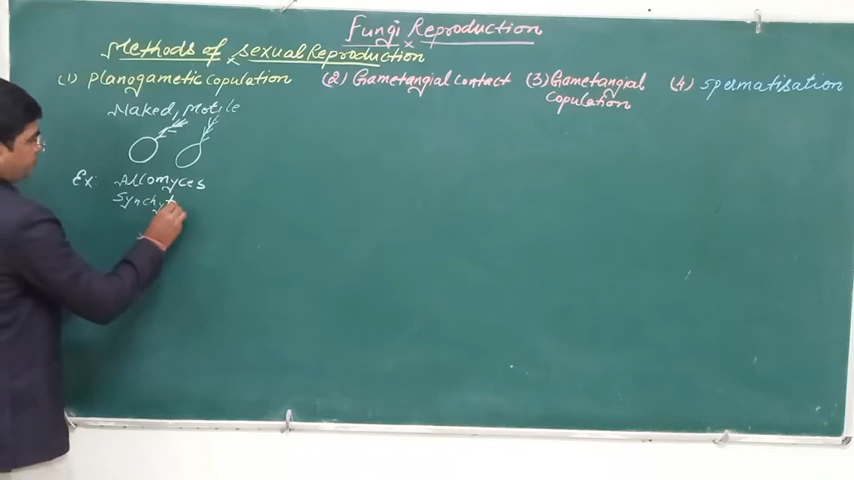 Fungi Reproduction
Methods of Sexual Reproduction
(1) Planogametic Copulation
(2) Gametangial Contact
(3) Gametangial
Copulation
(4) Spermatisation
Naked, Motile
Ex: Allomyces
Synchyt